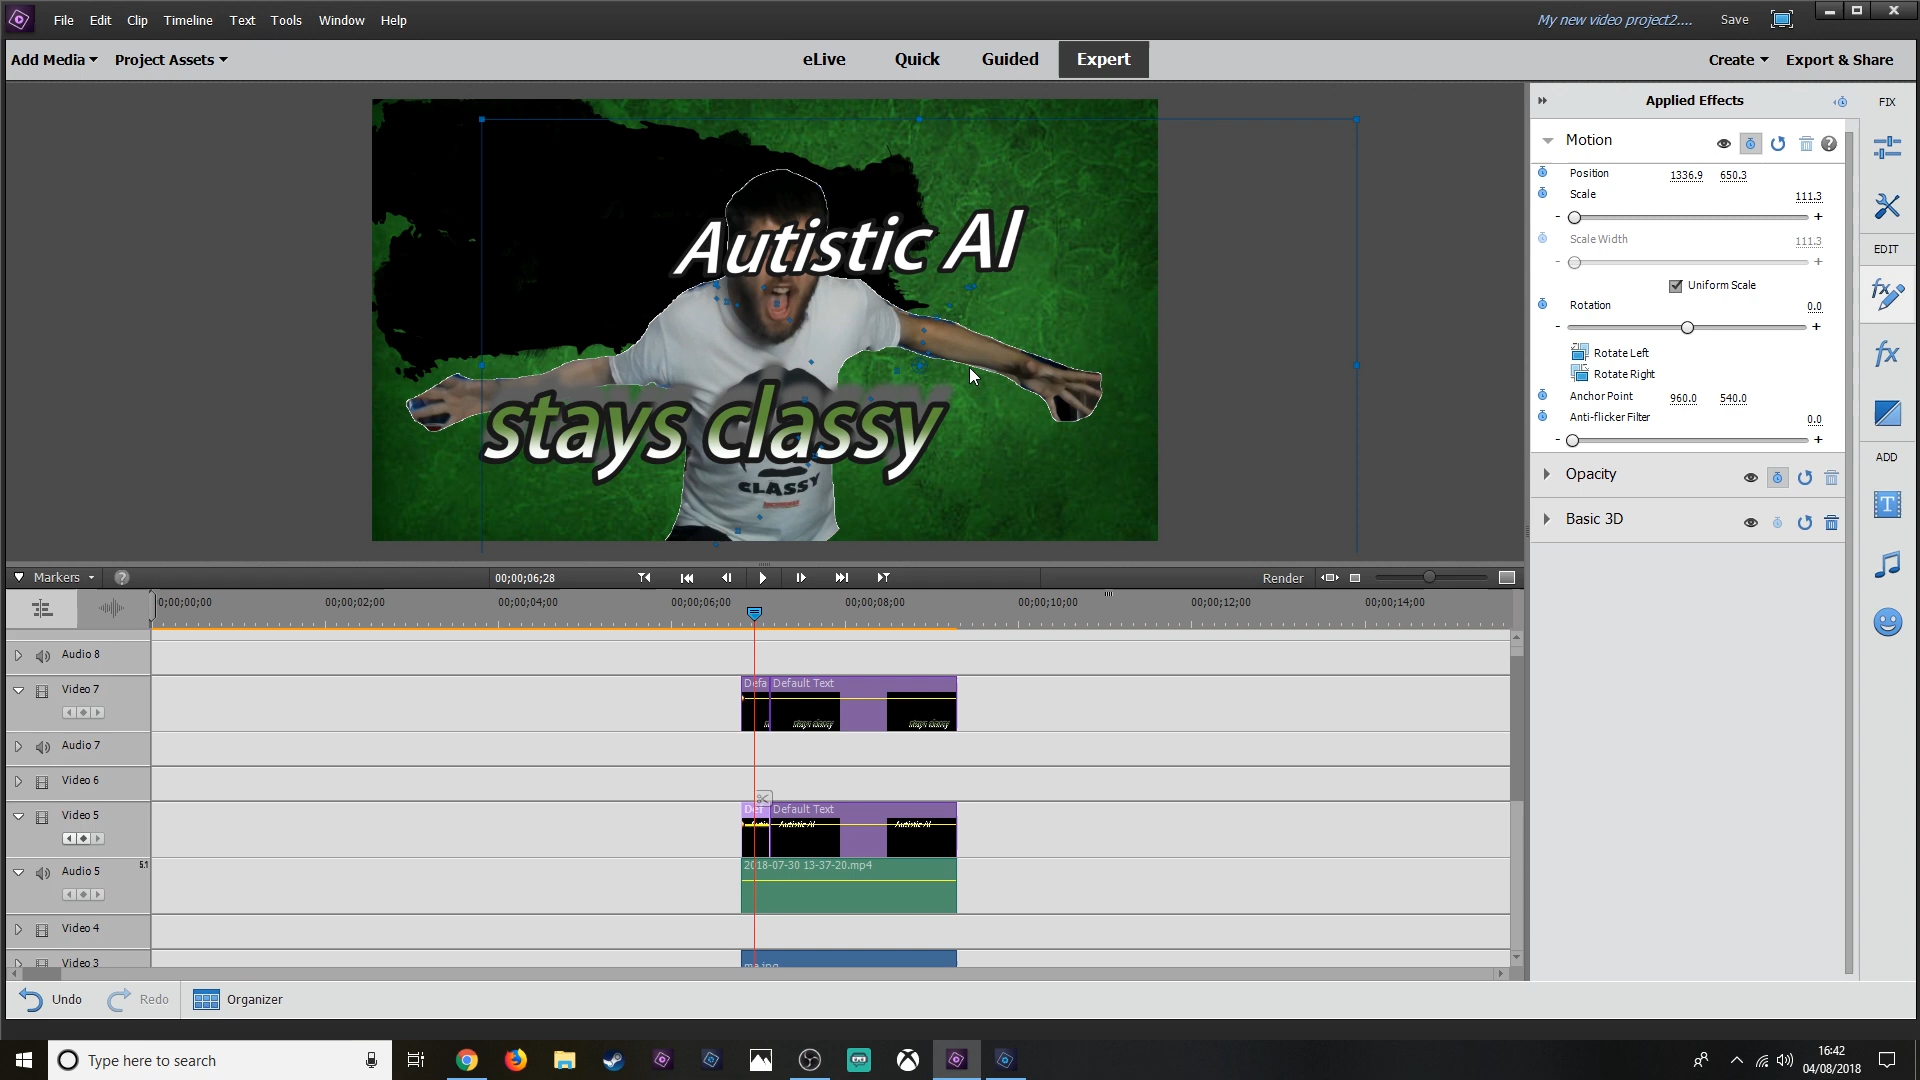 File Edit Clip Timeline Text Tools Window Help
My new video project2.... Save
Add Media Project Assets
eLive Quick Guided Expert
Create Export & Share
Applied Effects
FIX
Motion
Position 1336.9 650.3
Scale 111.3
- +
Scale Width 111.3
- +
Uniform Scale
EDIT
Rotation 0.0
- +
Rotate Left
Rotate Right
Anchor Point 960.0 540.0
Anti-flicker Filter 0.0
- +
Opacity
Basic 3D
ADD
Autistic Al
stays classy
CLASSY
Markers
00;00;06;28
Render
0;00;00;00 00;00;02;00 00;00;04;00 00;00;06;00 00;00;08;00 00;00;10;00 00;00;12;00 00;00;14;00
Audio 8
Video 7
Defa Default Text
stays classy stays classy
Audio 7
Video 6
Video 5
Def Default Text
Autistic Al Autistic Al
Audio 5
5.1
2018-07-30 13-37-20.mp4
Video 4
Video 3
Undo Redo Organizer
Type here to search
16:42
04/08/2018